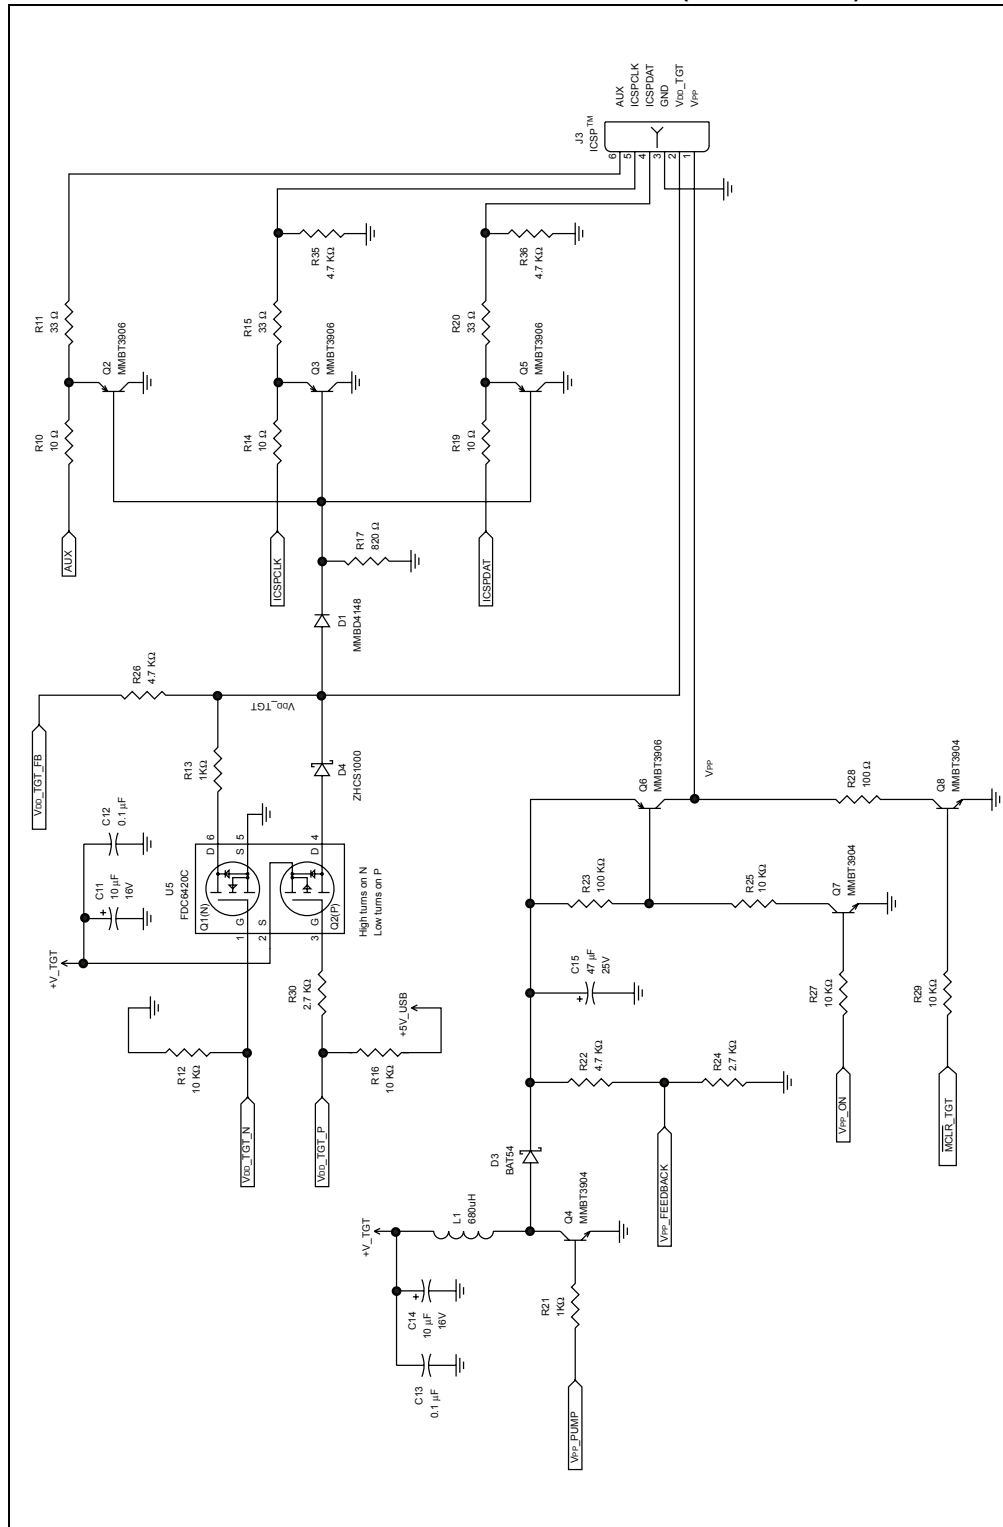 J3
ICSP™
AUX
ICSPCLK
ICSPDAT
GND
VDD_TGT
VPP
6
5
4
3
2
1
AUX
R10
10 Ω
Q2
MMBT3906
R11
33 Ω
ICSPCLK
R14
10 Ω
Q3
MMBT3906
R15
33 Ω
R35
4.7 KΩ
ICSPDAT
R19
10 Ω
Q5
MMBT3906
R20
33 Ω
R36
4.7 KΩ
R17
820 Ω
D1
MMBD4148
VDD_TGT_FB
R26
4.7 KΩ
VDD_TGT
R13
1KΩ
D4
ZHCS1000
+V_TGT
C11
10 µF
16V
C12
0.1 µF
U5
FDC6420C
Q1(N)
Q2(P)
D
6
S
5
D
4
G
1
S
2
G
3
High turns on N
Low turns on P
VDD_TGT_N
R12
10 KΩ
VDD_TGT_P
R30
2.7 KΩ
R16
10 KΩ
+5V_USB
+V_TGT
C13
0.1 µF
C14
10 µF
16V
L1
680uH
VPP_PUMP
R21
1KΩ
Q4
MMBT3904
D3
BAT54
VPP_FEEDBACK
R22
4.7 KΩ
R24
2.7 KΩ
C15
47 µF
25V
R23
100 KΩ
Q6
MMBT3906
VPP
R25
10 KΩ
Q7
MMBT3904
VPP_ON
R27
10 KΩ
R28
100 Ω
Q8
MMBT3904
MCLR_TGT
R29
10 KΩ